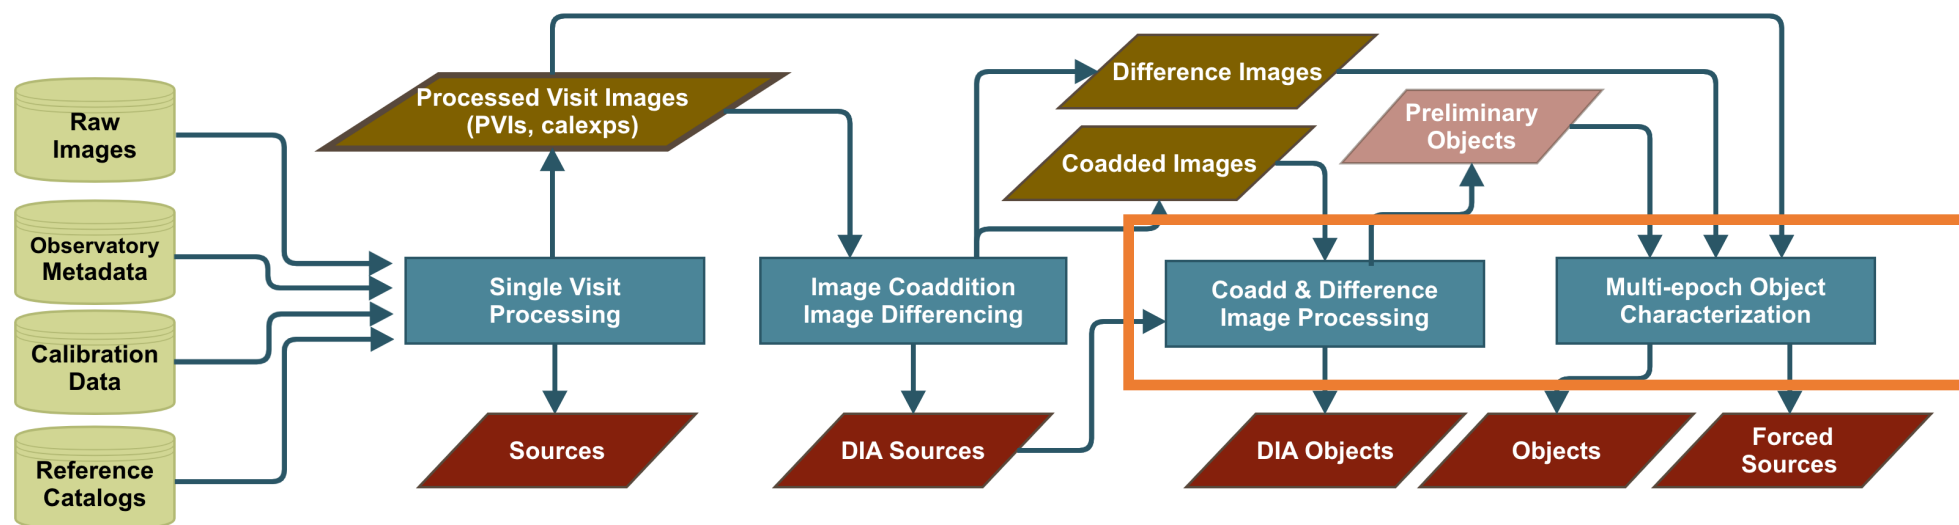 Raw
Images
Observatory
Metadata
Calibration
Data
Reference
Catalogs
Processed Visit Images
(PVIs, calexps)
Single Visit
Processing
Sources
Image Coaddition
Image Differencing
DIA Sources
Difference Images
Coadded Images
Preliminary
Objects
Coadd & Difference
Image Processing
Multi-epoch Object
Characterization
DIA Objects
Objects
Forced
Sources